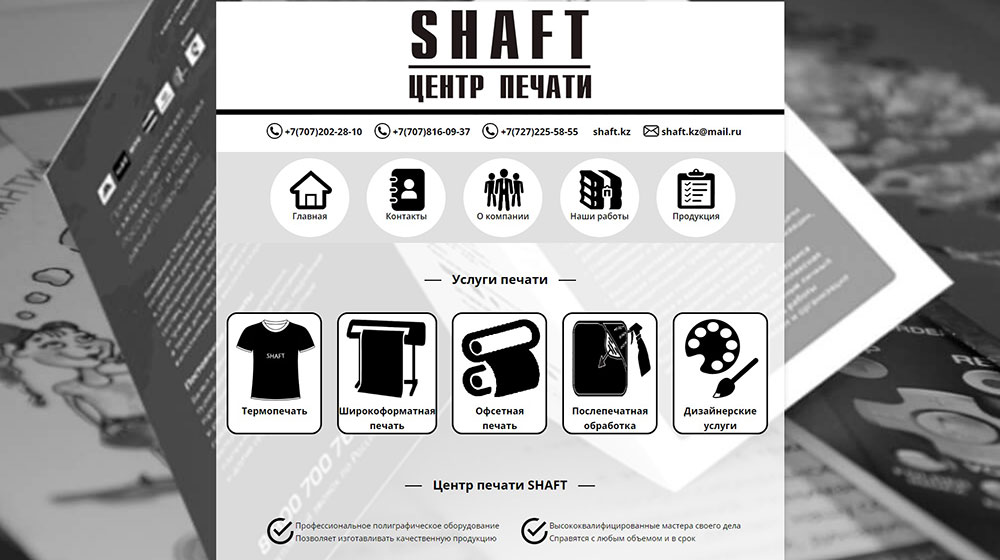 SHAFT
ЦЕНТР ПЕЧАТИ
+7(707)202-28-10 +7(707)816-09-37 +7(727)225-58-55 shaft.kz shaft.kz@mail.ru
Главная Контакты О компании Наши работы Продукция
Услуги печати
SHAFT
Термопечать
Широкоформатная
печать
Офсетная
печать
Послепечатная
обработка
Дизайнерские
услуги
Центр печати SHAFT
Профессиональное полиграфическое оборудование
Позволяет изготавливать качественную продукцию
Высококвалифицированные мастера своего дела
Справятся с любым объемом и в срок